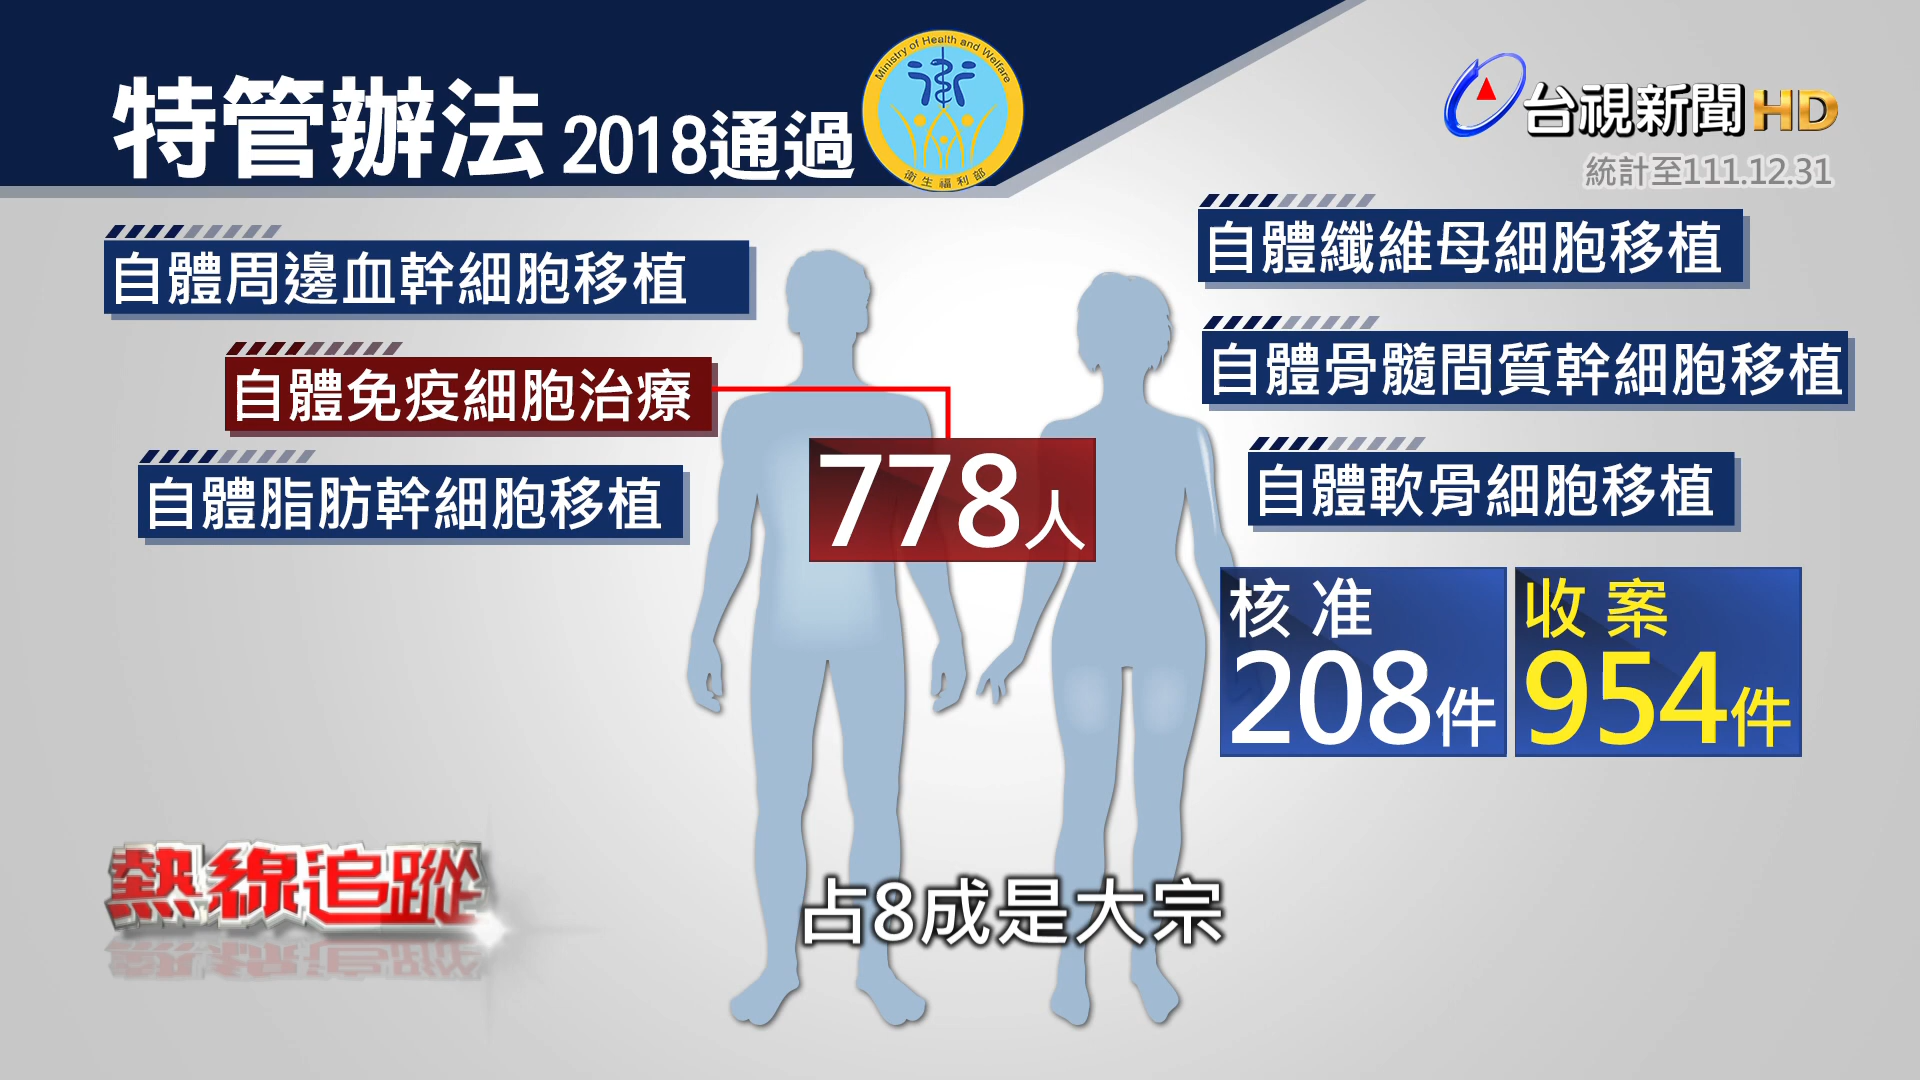 特管辦法 2018通過
Ministry of Health and Welfare
衛生福利部
台視新聞HD
統計至111.12.31
自體周邊血幹細胞移植
自體免疫細胞治療
自體脂肪幹細胞移植
778人
自體纖維母細胞移植
自體骨髓間質幹細胞移植
自體軟骨細胞移植
核准
208件
收案
954件
熱線追蹤
占8成是大宗